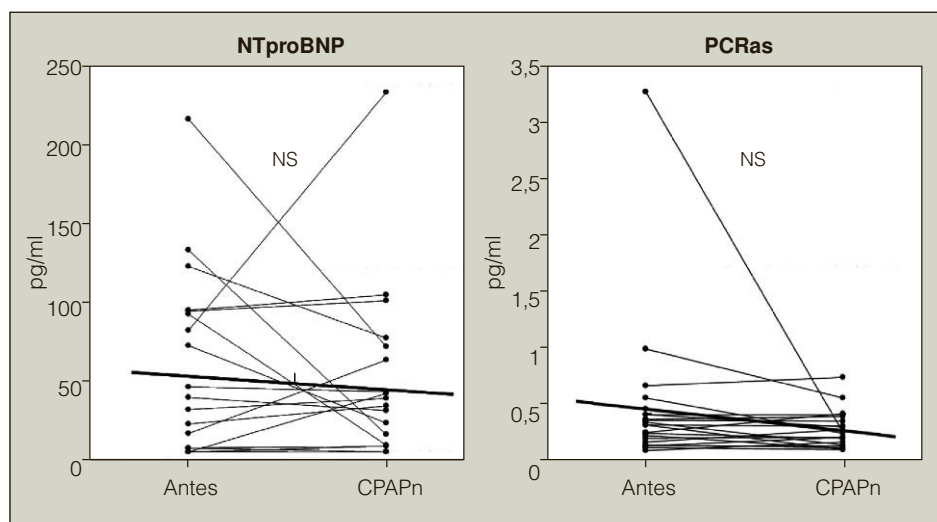 NTproBNP
250
200
150
100
50
0
pg/ml
NS
Antes
CPAPn
PCRas
3,5
3
2,5
2
1,5
1
0,5
0
pg/ml
NS
Antes
CPAPn